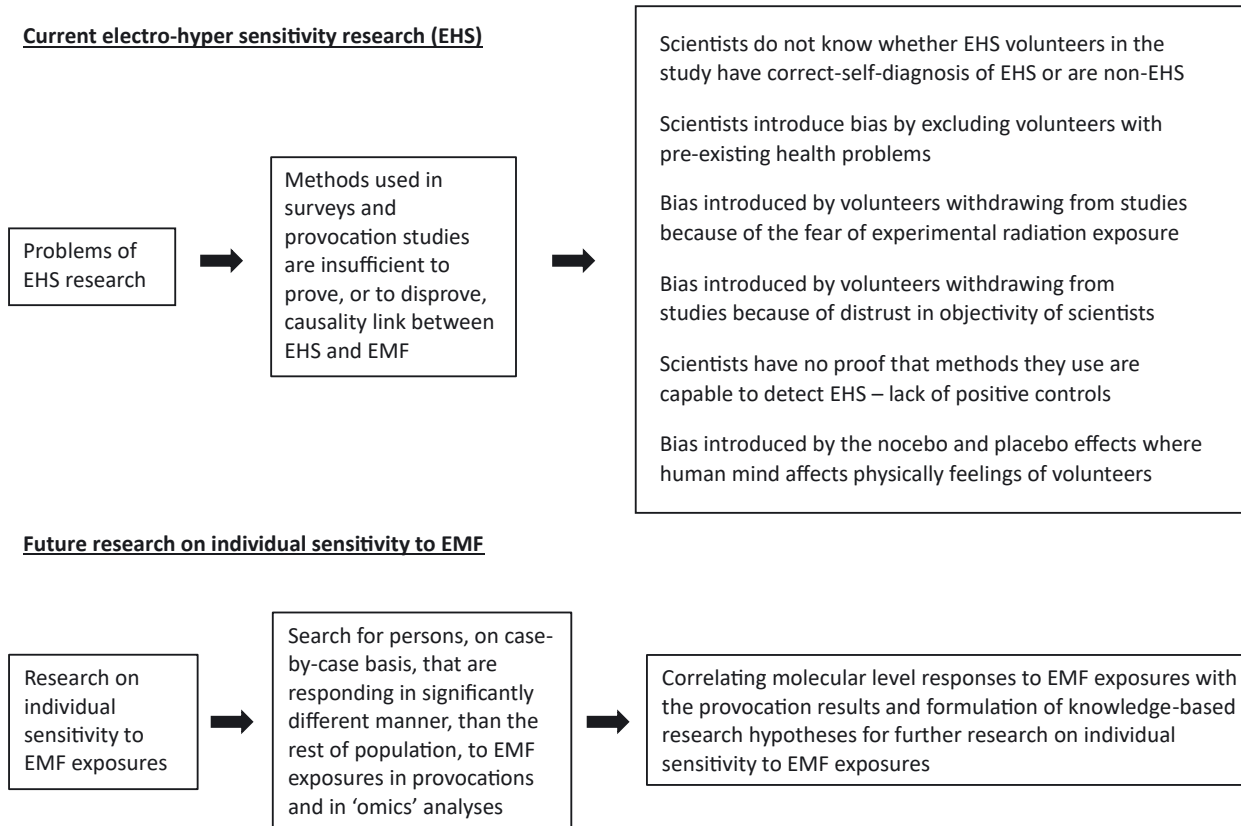 Current electro-hyper sensitivity research (EHS)
Problems of
EHS research
Methods used in
surveys and
provocation studies
are insufficient to
prove, or to disprove,
causality link between
EHS and EMF
Scientists do not know whether EHS volunteers in the
study have correct-self-diagnosis of EHS or are non-EHS
Scientists introduce bias by excluding volunteers with
pre-existing health problems
Bias introduced by volunteers withdrawing from studies
because of the fear of experimental radiation exposure
Bias introduced by volunteers withdrawing from
studies because of distrust in objectivity of scientists
Scientists have no proof that methods they use are
capable to detect EHS – lack of positive controls
Bias introduced by the nocebo and placebo effects where
human mind affects physically feelings of volunteers
Future research on individual sensitivity to EMF
Research on
individual
sensitivity to
EMF exposures
Search for persons, on case-
by-case basis, that are
responding in significantly
different manner, than the
rest of population, to EMF
exposures in provocations
and in ‘omics’ analyses
Correlating molecular level responses to EMF exposures with
the provocation results and formulation of knowledge-based
research hypotheses for further research on individual
sensitivity to EMF exposures